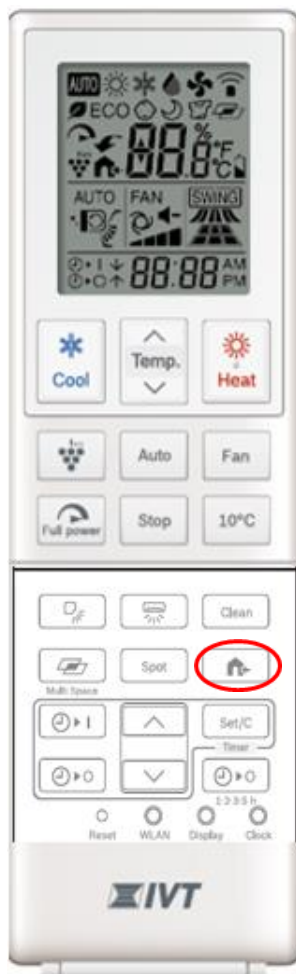 AUTO
ECO
88.8 % °F °C
AUTO FAN SWING
I 88:88 AM
O PM
Cool Temp. Heat
Auto Fan
Full power Stop 10°C
Clean
Multi Space Spot
I Set/C
Timer
O O
1·2·3·5 h
Reset WLAN Display Clock
IVT